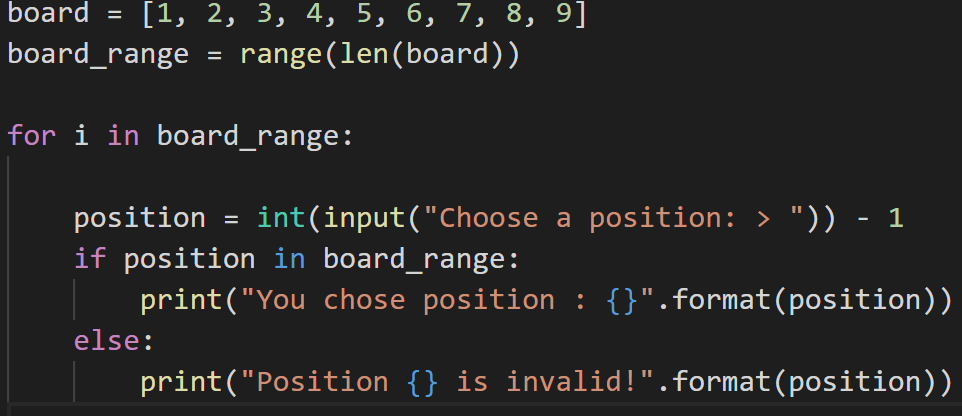 board = [1, 2, 3, 4, 5, 6, 7, 8, 9]
board_range = range(len(board))
for i in board_range:
position = int(input("Choose a position: > ")) - 1
if position in board_range:
print("You chose position : {}".format(position))
else:
print("Position {} is invalid!".format(position))